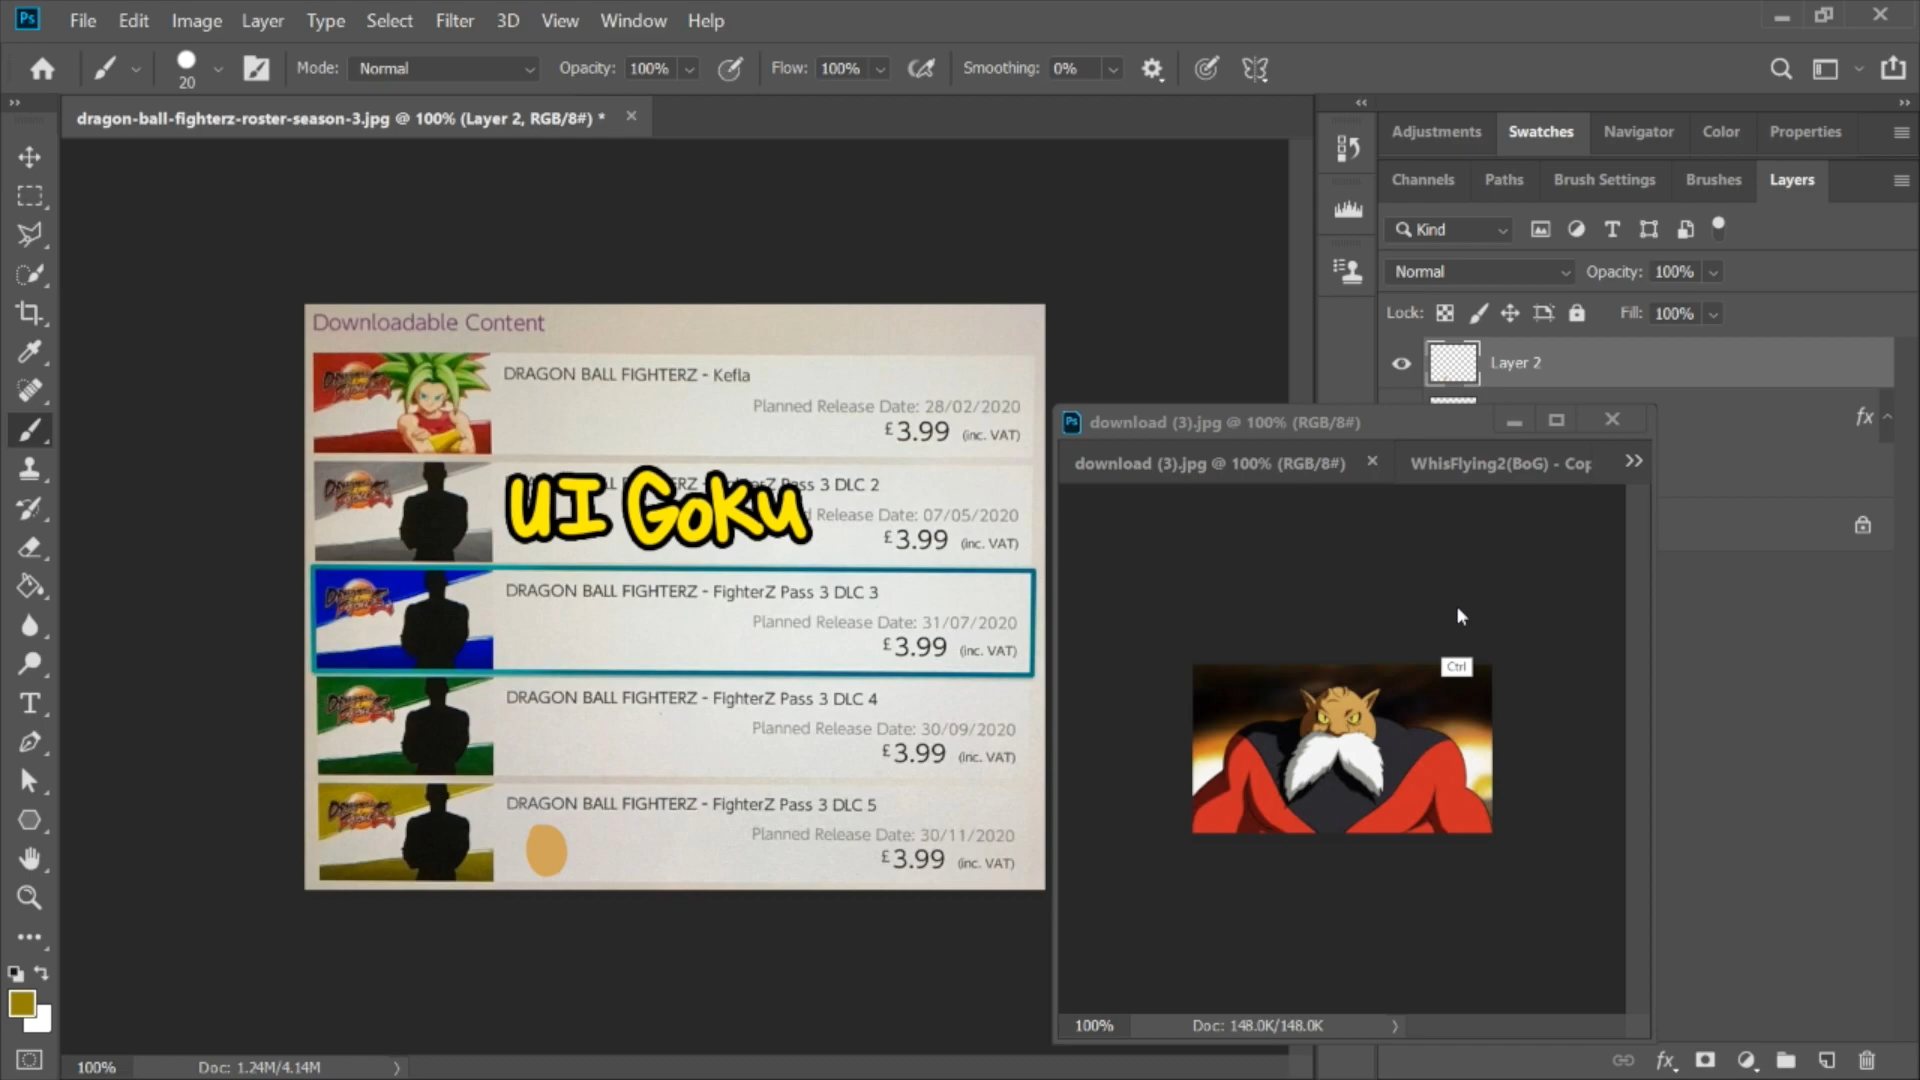 Ps File Edit Image Layer Type Select Filter 3D View Window Help
20 Mode: Normal Opacity: 100% Flow: 100% Smoothing: 0%
dragon-ball-fighterz-roster-season-3.jpg @ 100% (Layer 2, RGB/8#) *
Adjustments Swatches Navigator Color Properties
Channels Paths Brush Settings Brushes Layers
Kind
Normal Opacity: 100%
Lock: Fill: 100%
Layer 2
fx
Downloadable Content
DRAGON BALL FIGHTERZ - Kefla
Planned Release Date: 28/02/2020
£3.99 (inc. VAT)
UI Goku
Pass 3 DLC 2
Release Date: 07/05/2020
£3.99 (inc. VAT)
DRAGON BALL FIGHTERZ - FighterZ Pass 3 DLC 3
Planned Release Date: 31/07/2020
£3.99 (inc. VAT)
DRAGON BALL FIGHTERZ - FighterZ Pass 3 DLC 4
Planned Release Date: 30/09/2020
£3.99 (inc. VAT)
DRAGON BALL FIGHTERZ - FighterZ Pass 3 DLC 5
Planned Release Date: 30/11/2020
£3.99 (inc. VAT)
Ps download (3).jpg @ 100% (RGB/8#)
download (3).jpg @ 100% (RGB/8#) WhisFlying2(BoG) - Cop
Ctrl
100% Doc: 148.0K/148.0K
100% Doc: 1.24M/4.14M
fx